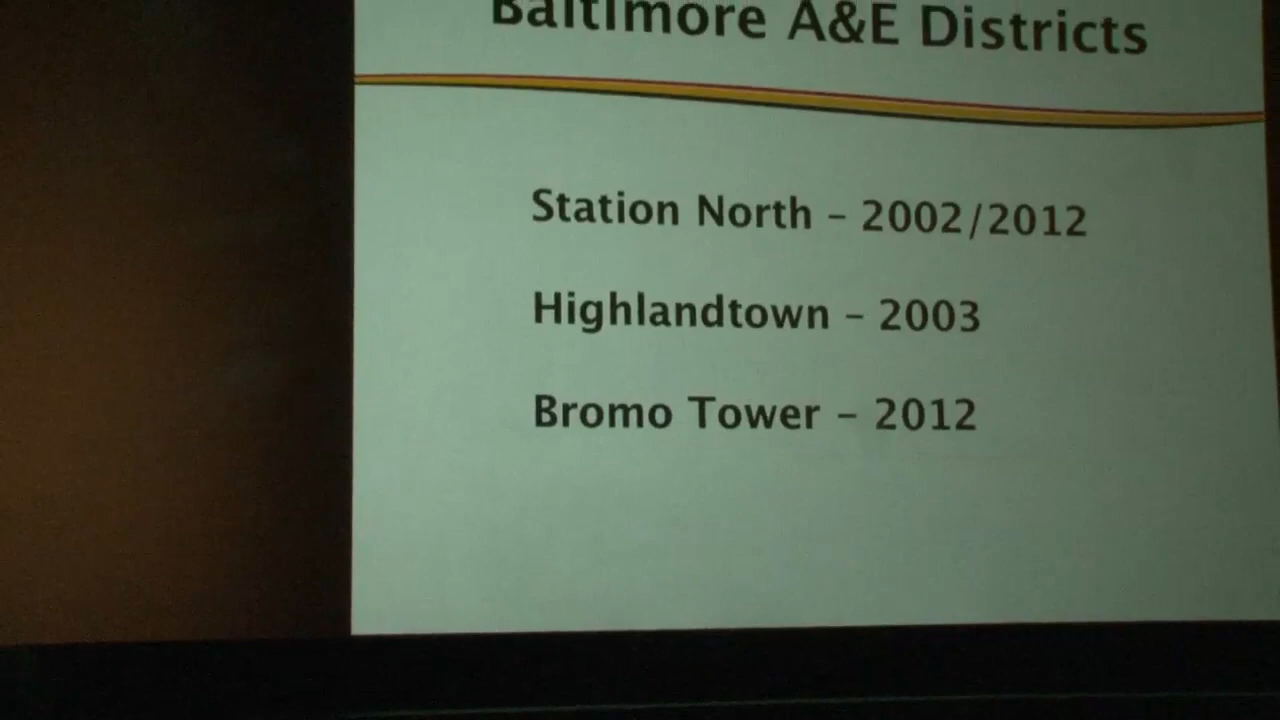 Baltimore A&E Districts
Station North – 2002/2012
Highlandtown – 2003
Bromo Tower – 2012